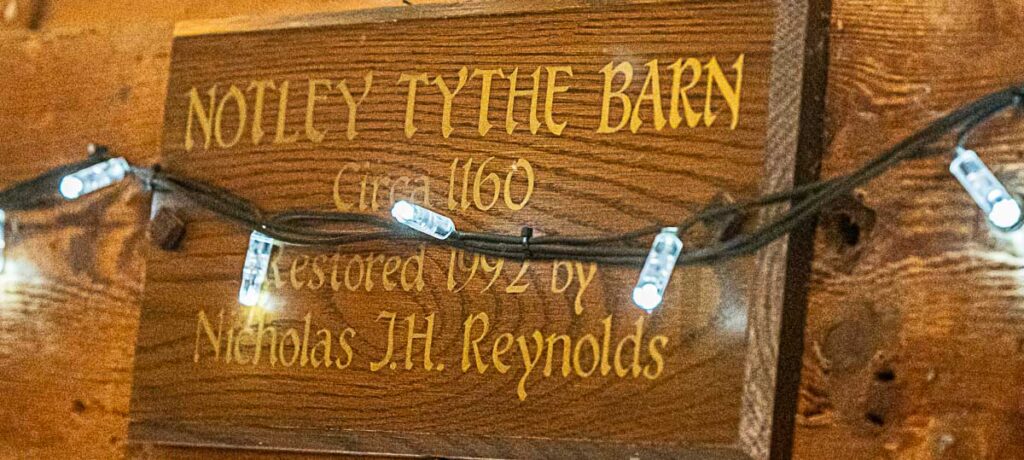 NOTLEY TYTHE BARN
Circa 1160
Restored 1992 by
Nicholas J.H. Reynolds